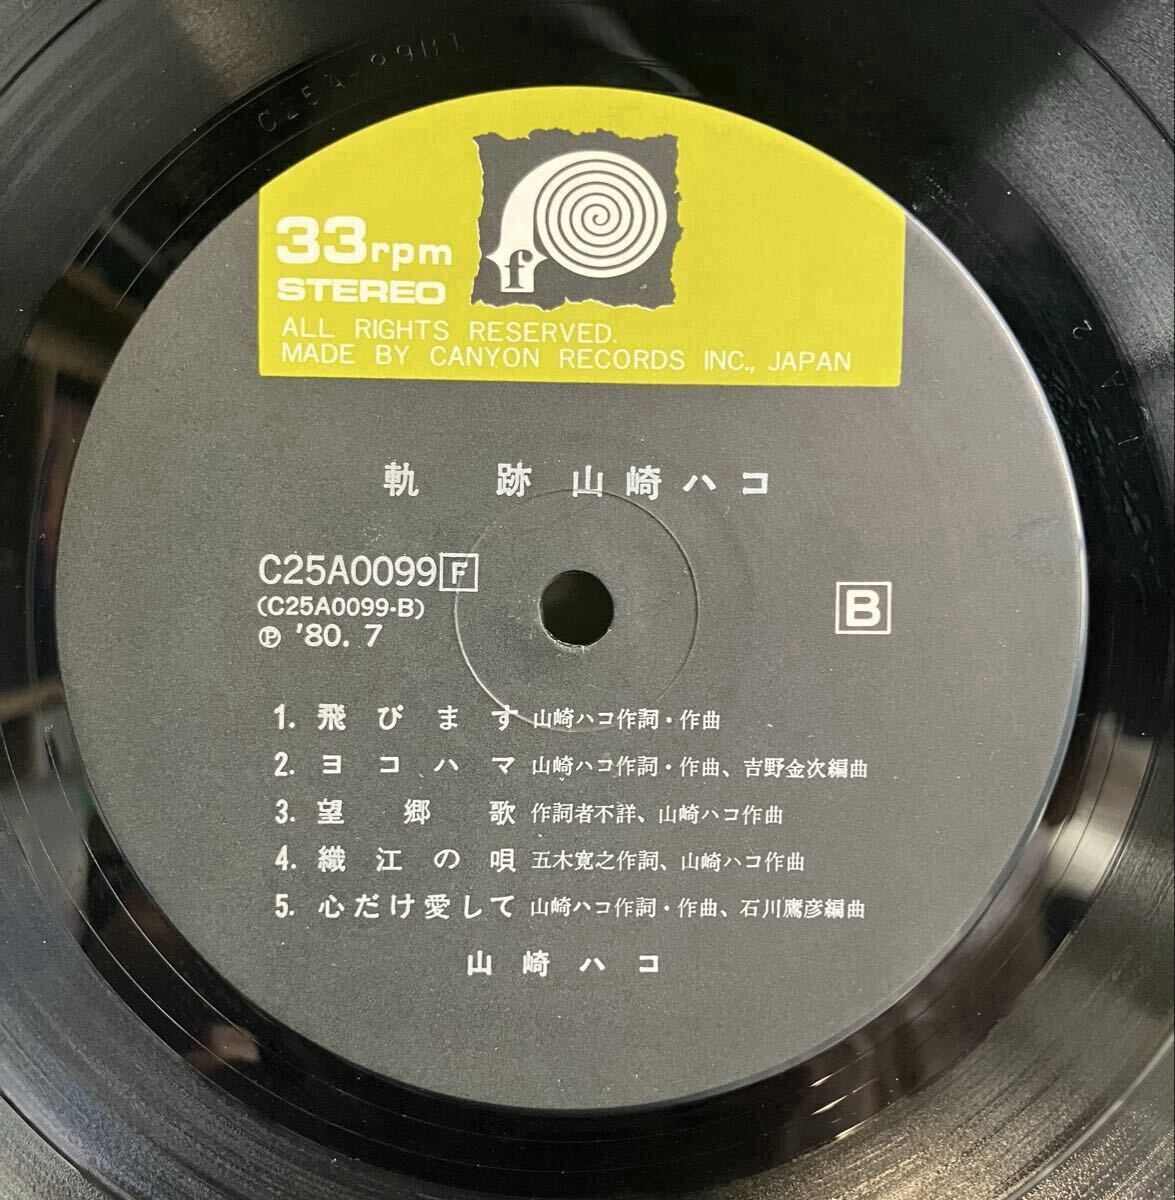 33rpm
STEREO
f
ALL RIGHTS RESERVED.
MADE BY CANYON RECORDS INC., JAPAN
軌 跡 山崎ハコ
C25A0099 F
(C25A0099-B)
Ⓟ '80. 7
B
1. 飛びます 山崎ハコ作詞・作曲
2. ヨコハマ 山崎ハコ作詞・作曲、吉野金次編曲
3. 望郷歌 作詞者不詳、山崎ハコ作曲
4. 織江の唄 五木寛之作詞、山崎ハコ作曲
5. 心だけ愛して 山崎ハコ作詞・作曲、石川鷹彦編曲
山崎ハコ